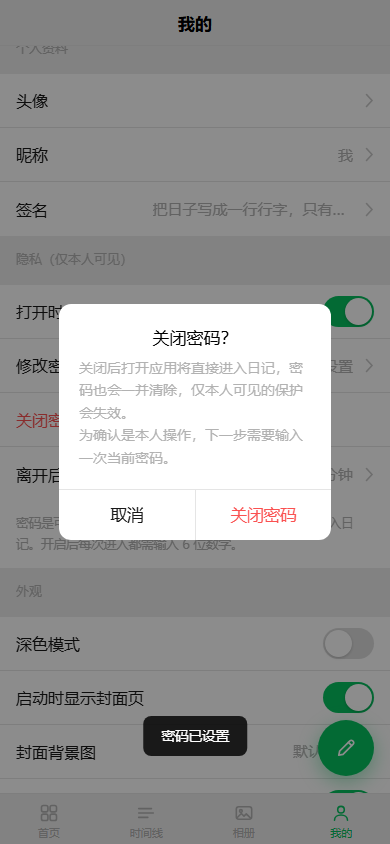 我的
个人资料
头像
昵称
我
签名
把日子写成一行行字，只有...
隐私（仅本人可见）
打开时
修改密
设置
关闭密
离开后
分钟
关闭密码?
关闭后打开应用将直接进入日记，密
码也会一并清除，仅本人可见的保护
会失效。
为确认是本人操作，下一步需要输入
一次当前密码。
取消
关闭密码
密码是可
入日
记。开启后每次进入都需输入 6 位数字。
外观
深色模式
启动时显示封面页
密码已设置
封面背景图
默认
首页
时间线
相册
我的